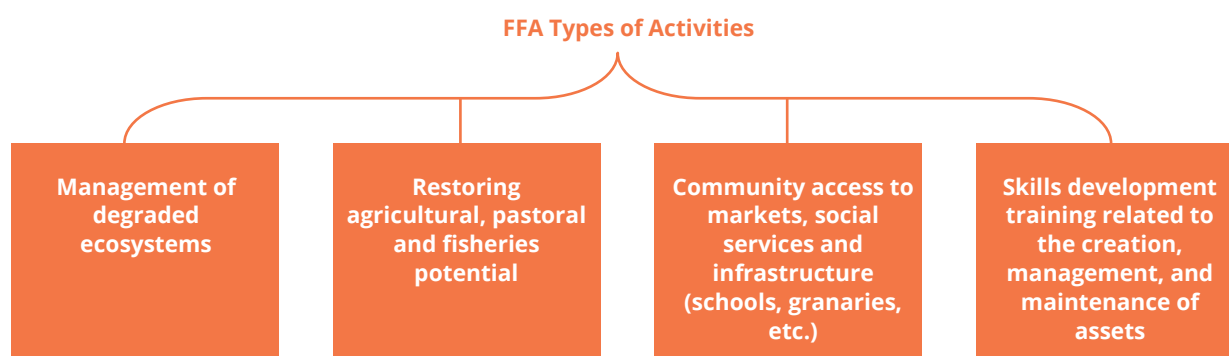 FFA Types of Activities
Management of
degraded
ecosystems
Restoring
agricultural, pastoral
and fisheries
potential
Community access to
markets, social
services and
infrastructure
(schools, granaries,
etc.)
Skills development
training related to
the creation,
management, and
maintenance of
assets